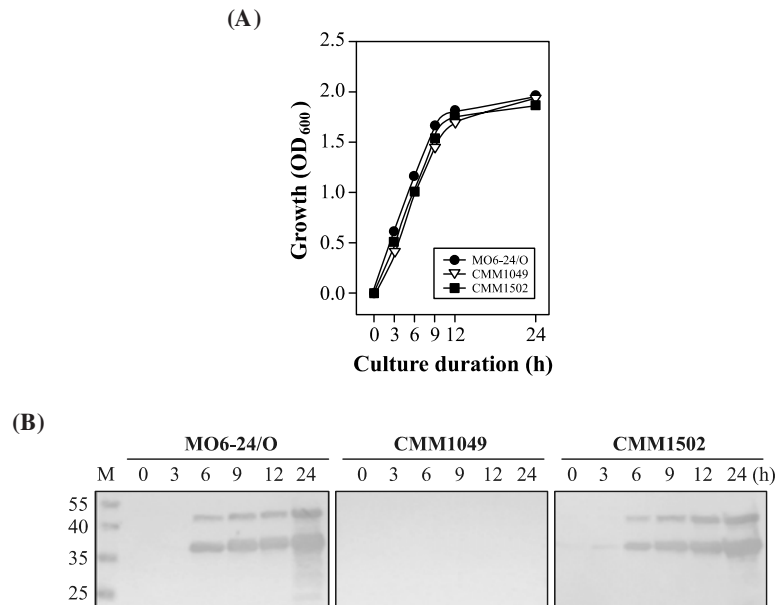 (A)
2.5
2.0
1.5
1.0
0.5
0.0
Growth (OD600)
MO6-24/O
CMM1049
CMM1502
0 3 6 9 12 24
Culture duration (h)
(B)
MO6-24/O CMM1049 CMM1502
M 0 3 6 9 12 24 0 3 6 9 12 24 0 3 6 9 12 24 (h)
55
40
35
25